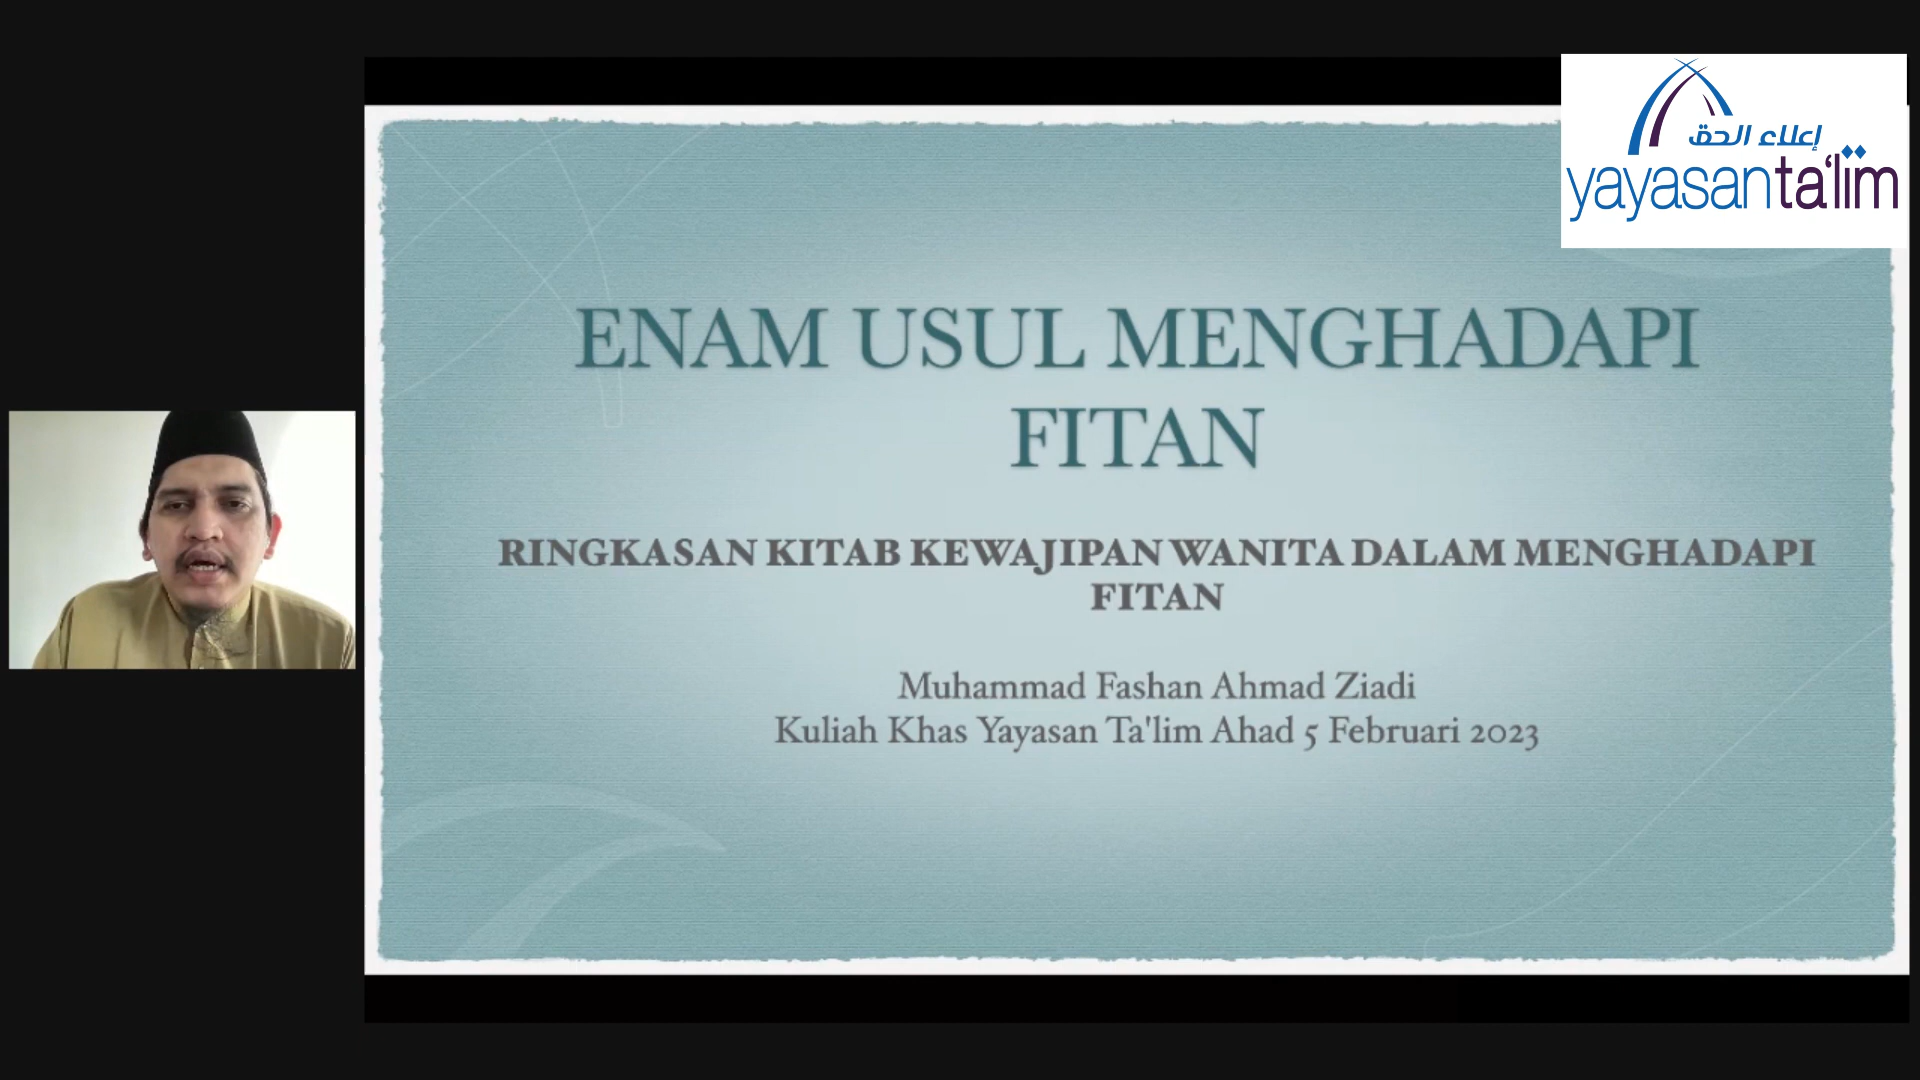 إعلاء الحق
yayasanta'lim
ENAM USUL MENGHADAPI
FITAN
RINGKASAN KITAB KEWAJIPAN WANITA DALAM MENGHADAPI
FITAN
Muhammad Fashan Ahmad Ziadi
Kuliah Khas Yayasan Ta'lim Ahad 5 Februari 2023